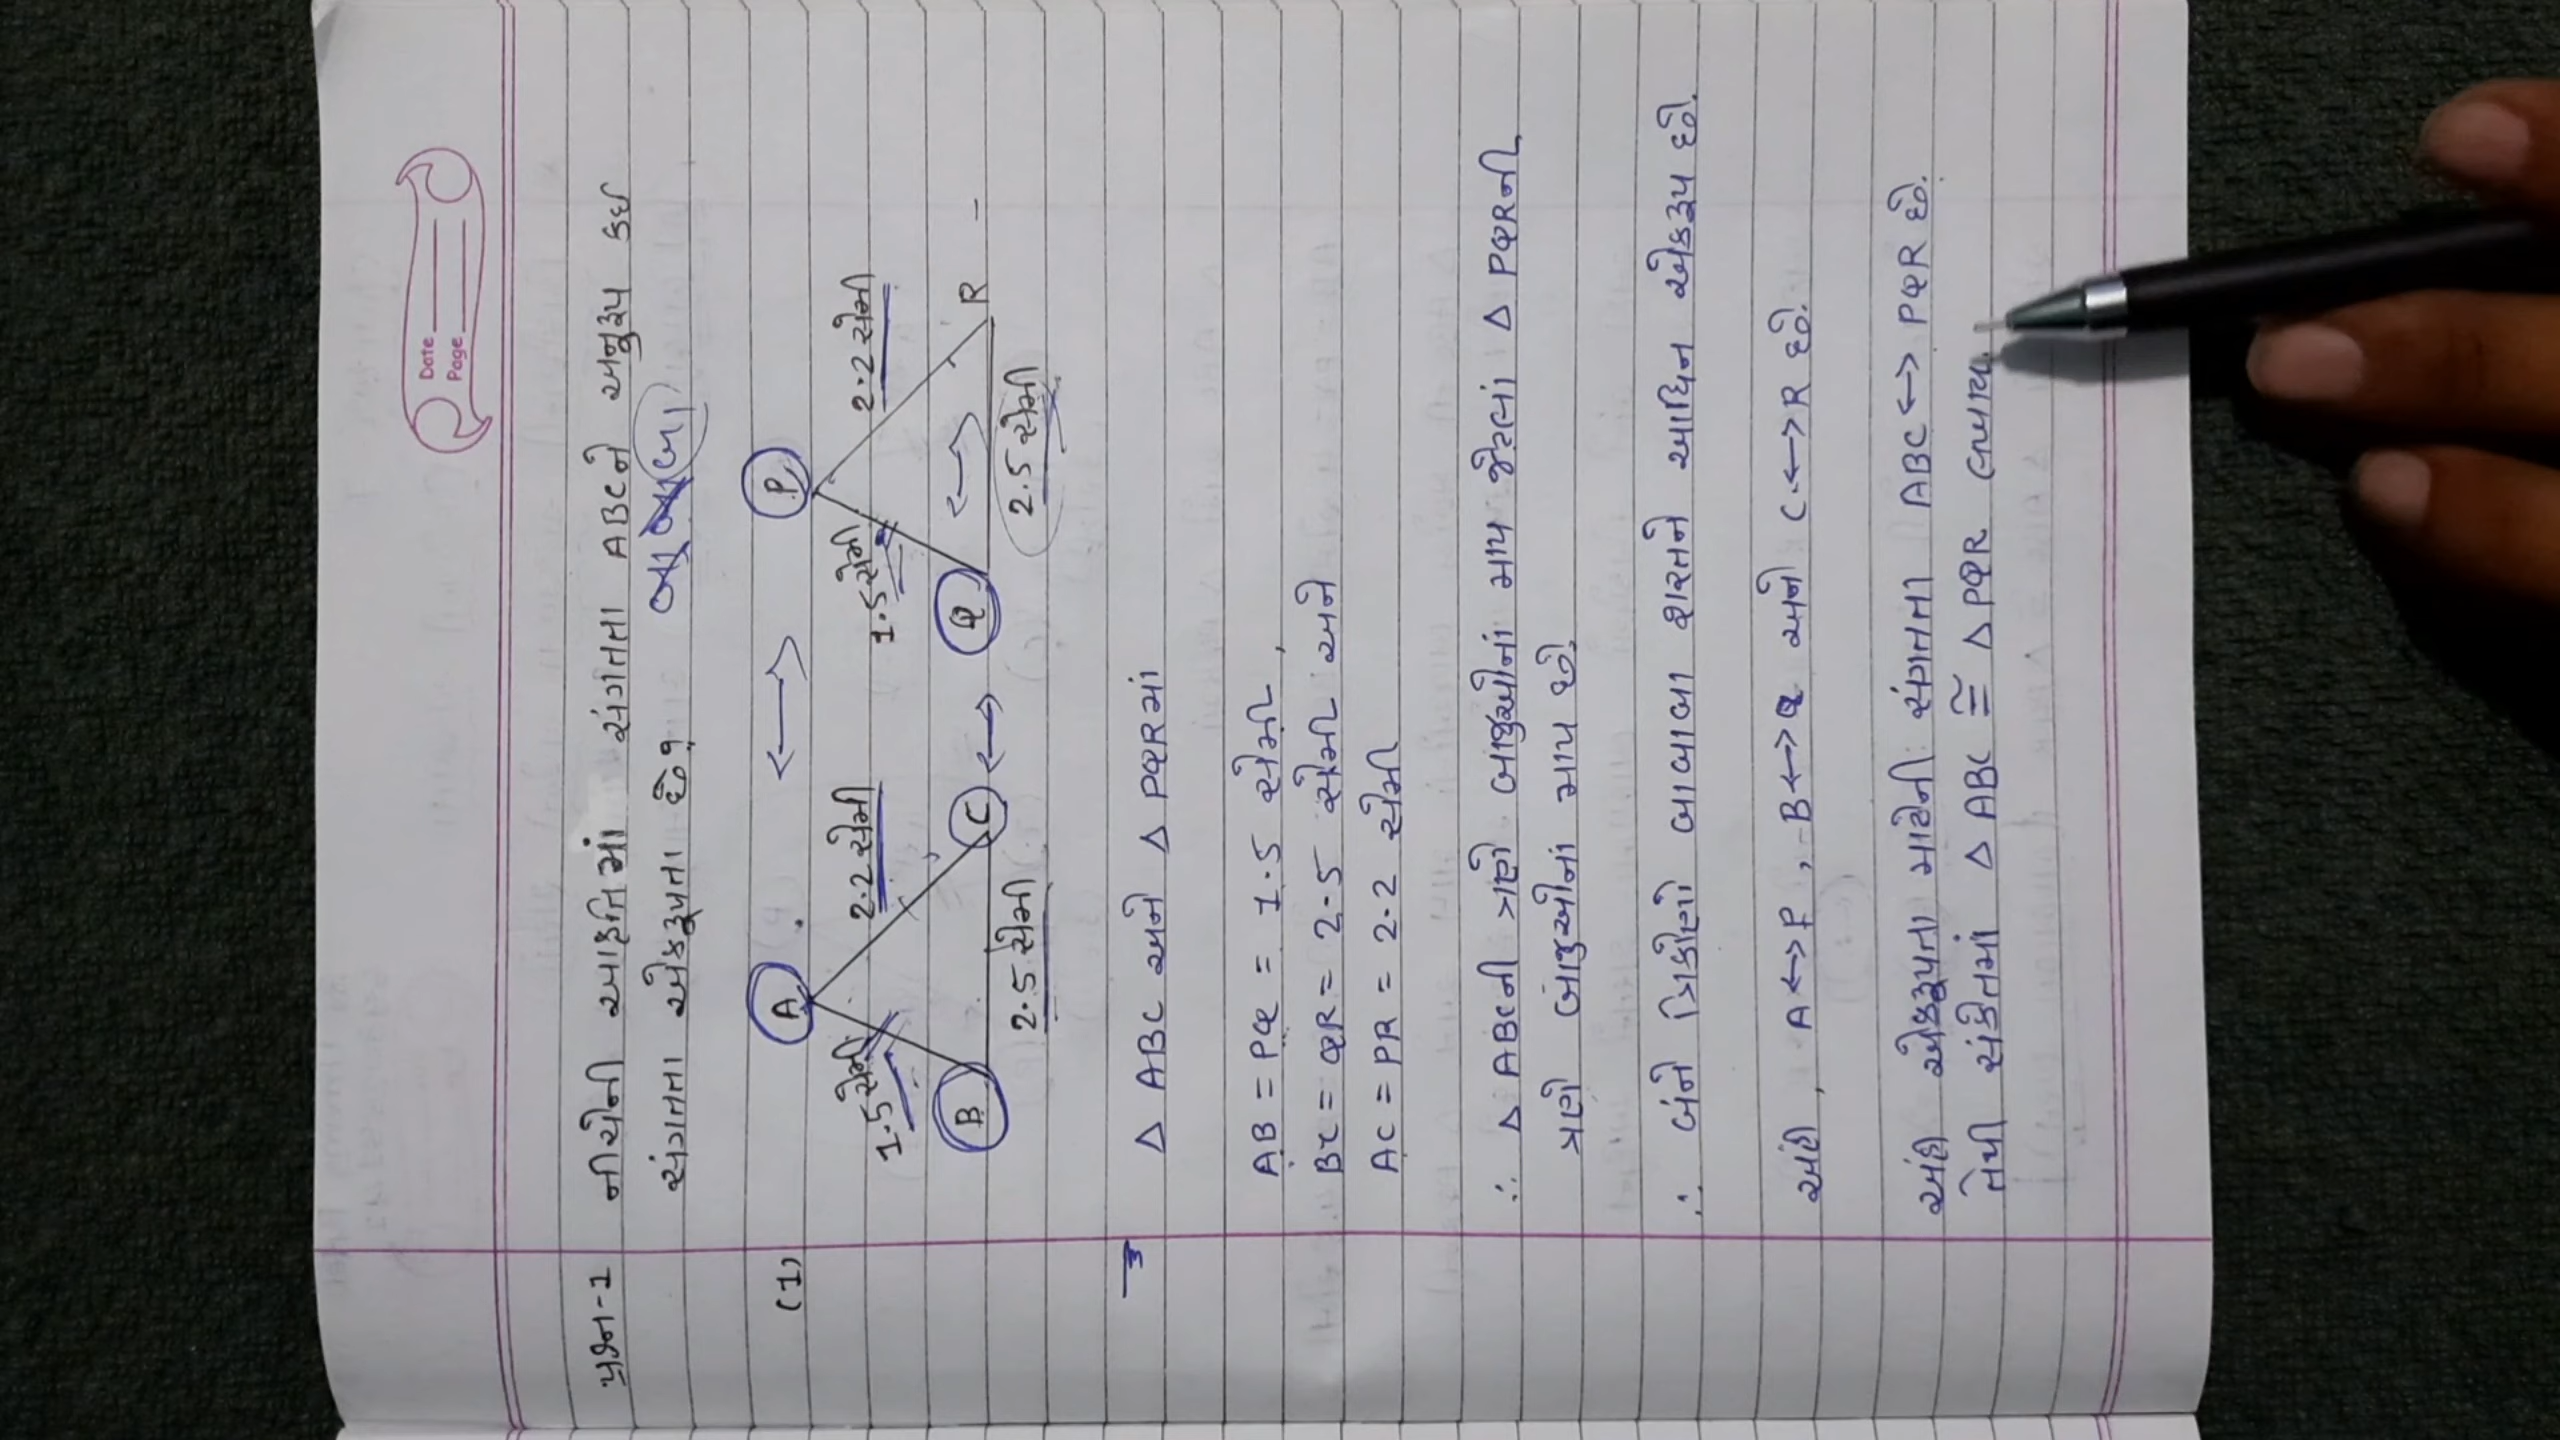 Date
Page
પ્રશ્ન-1 નીચેની આકૃતિમાં સંગતતા ABCને અનુરૂપ કઈ
સંગતતા એકરૂપતા છે?
બા
(1)
A P
1.5 સેમી 2.2 સેમી 1.5 સેમી 2.2 સેમી
B C Q R
2.5 સેમી 2.5 સેમી
→ △ ABC અને △ PQRમાં
AB = PQ = 1.5 સેમી,
BC = QR = 2.5 સેમી અને
AC = PR = 2.2 સેમી
∴ △ ABCની ત્રણે બાજુઓનાં માપ જેટલાં △ PQRની
ત્રણે બાજુઓનાં માપ છે.
∴ બંને ત્રિકોણો બાબાબા શરતને આધિન એકરૂપ છે.
અહીં, A↔P, B↔Q અને C↔R છે.
અહીં એકરૂપતા માટેની સંગતતા ABC↔PQR છે.
તેથી સંકેતમાં △ ABC ≅ △ PQR લખાય.